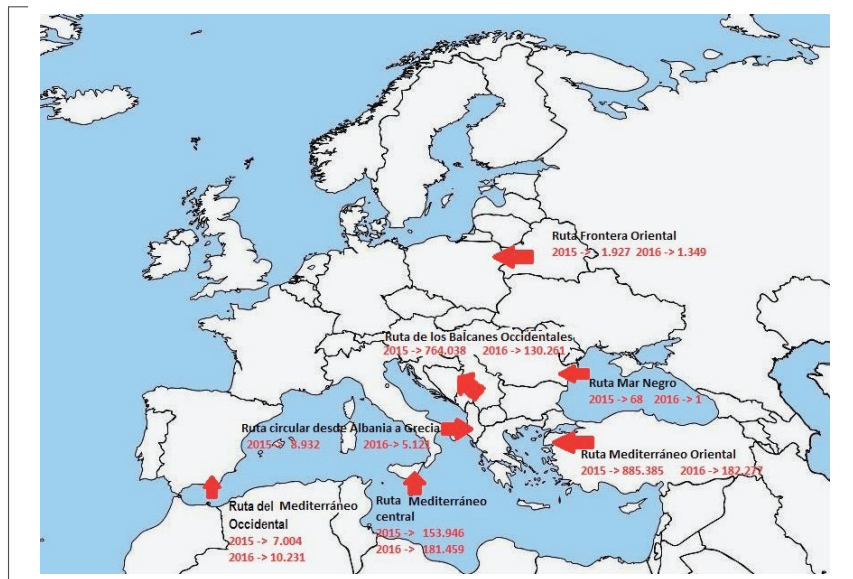 Ruta Frontera Oriental
2015 -> 1.927 2016 -> 1.349
Ruta de los Balcanes Occidentales
2015 -> 764.038 2016 -> 130.261
Ruta Mar Negro
2015 -> 68 2016 -> 1
Ruta circular desde Albania a Grecia
2015 -> 8.932 2016-> 5.121
Ruta Mediterráneo Oriental
2015 -> 885.385 2016 -> 182.277
Ruta del Mediterráneo
Occidental
2015 -> 7.004
2016 -> 10.231
Ruta Mediterráneo
central
2015 -> 153.946
2016 -> 181.459